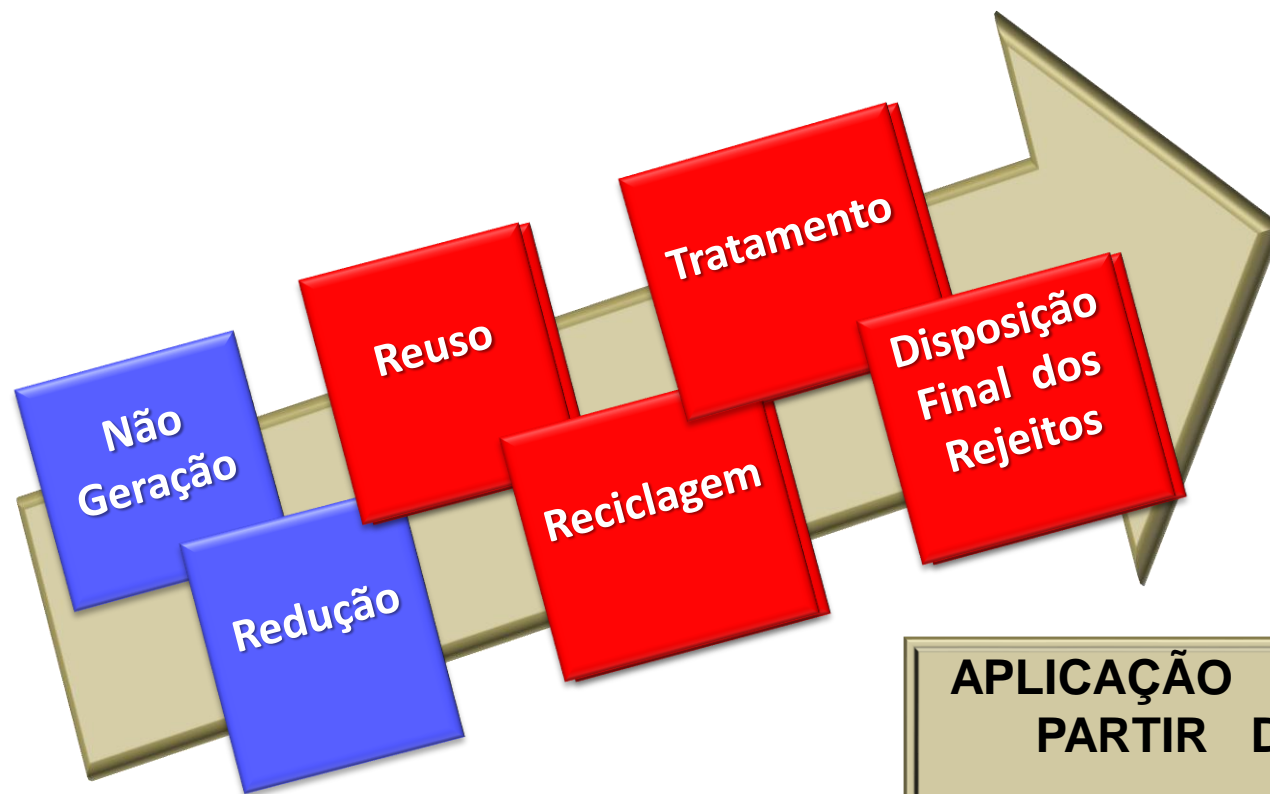 Não
Geração
Redução
Reuso
Reciclagem
Tratamento
Disposição
Final dos
Rejeitos
APLICAÇÃO
PARTIR